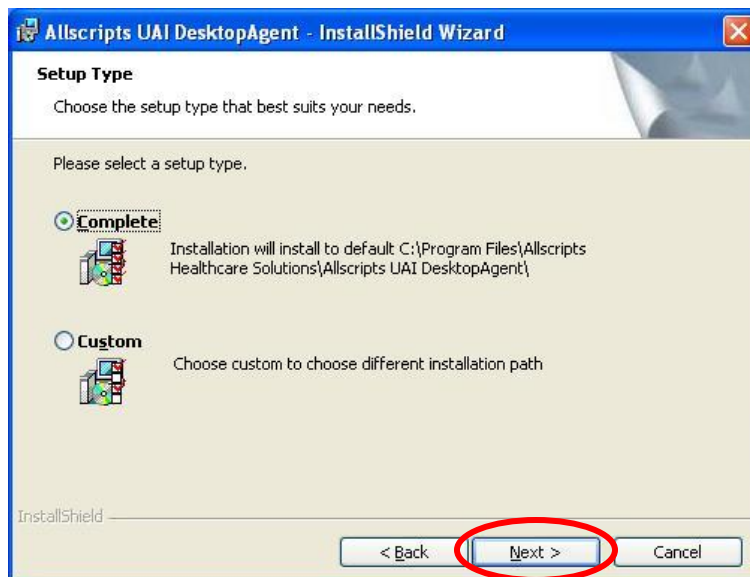 Allscripts UAI DesktopAgent - InstallShield Wizard
Setup Type
Choose the setup type that best suits your needs.
Please select a setup type.
Complete
Installation will install to default C:\Program Files\Allscripts
Healthcare Solutions\Allscripts UAI DesktopAgent\
Custom
Choose custom to choose different installation path
InstallShield
< Back
Next >
Cancel